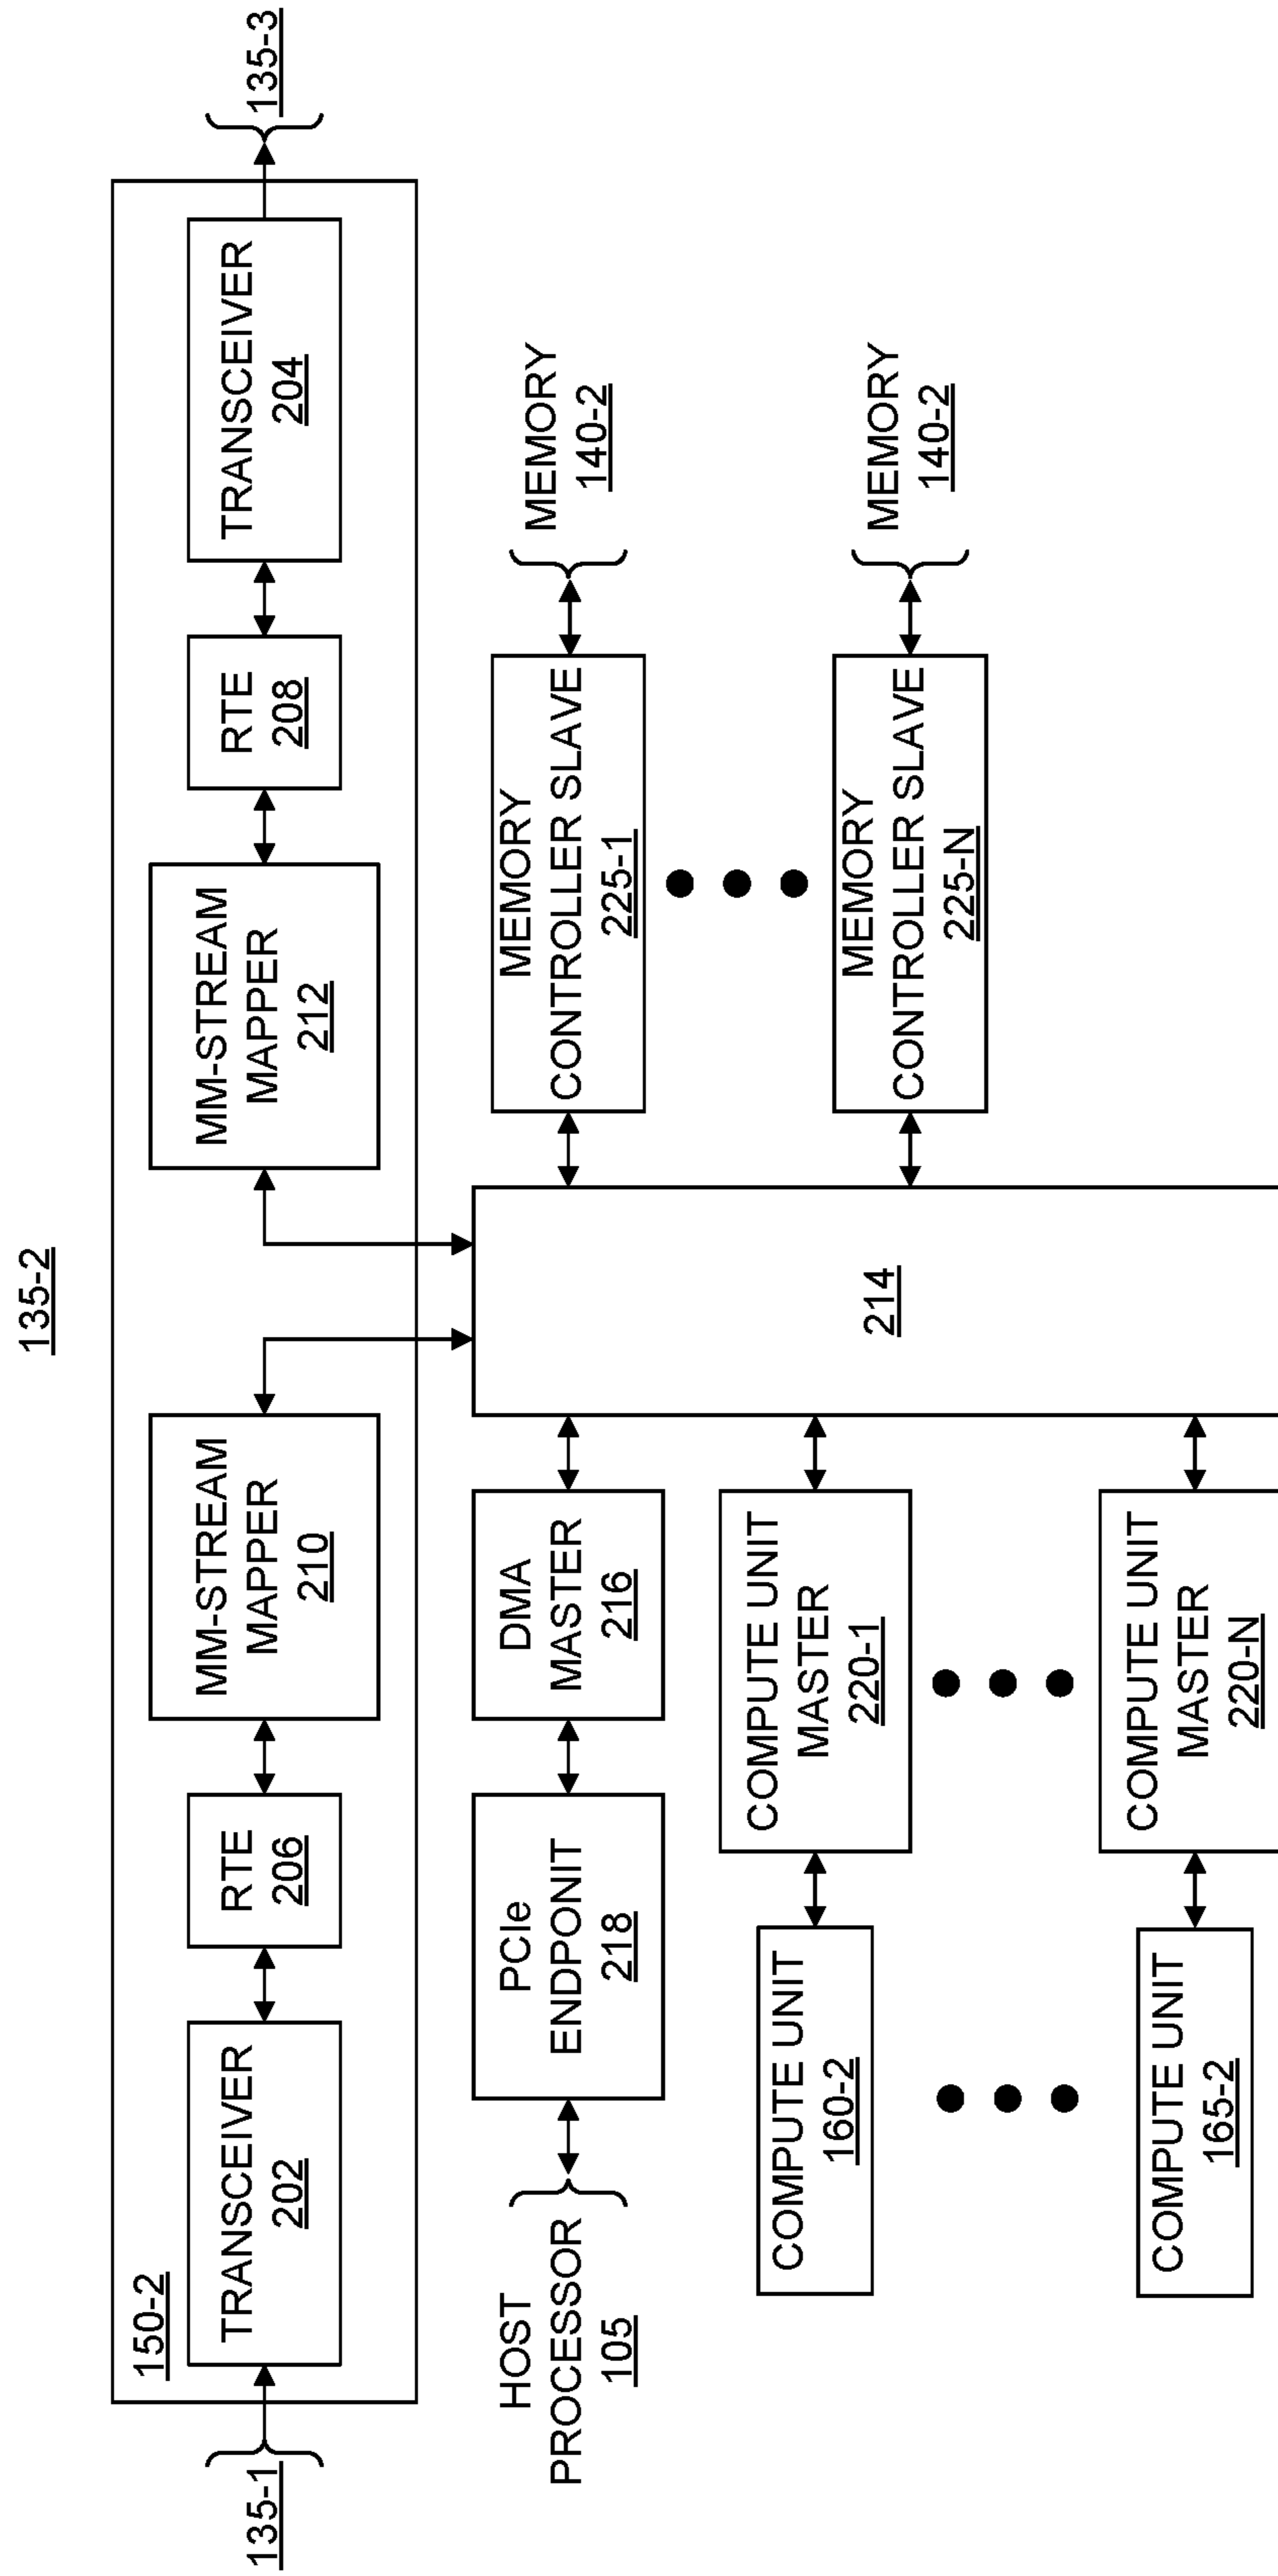 135-2
150-2
135-1
TRANSCEIVER
202
RTE
206
MM-STREAM
MAPPER
210
MM-STREAM
MAPPER
212
RTE
208
TRANSCEIVER
204
135-3
HOST
PROCESSOR
105
PCIe
ENDPONIT
218
DMA
MASTER
216
214
MEMORY
CONTROLLER SLAVE
225-1
MEMORY
140-2
COMPUTE UNIT
160-2
COMPUTE UNIT
MASTER
220-1
MEMORY
CONTROLLER SLAVE
225-N
MEMORY
140-2
COMPUTE UNIT
165-2
COMPUTE UNIT
MASTER
220-N